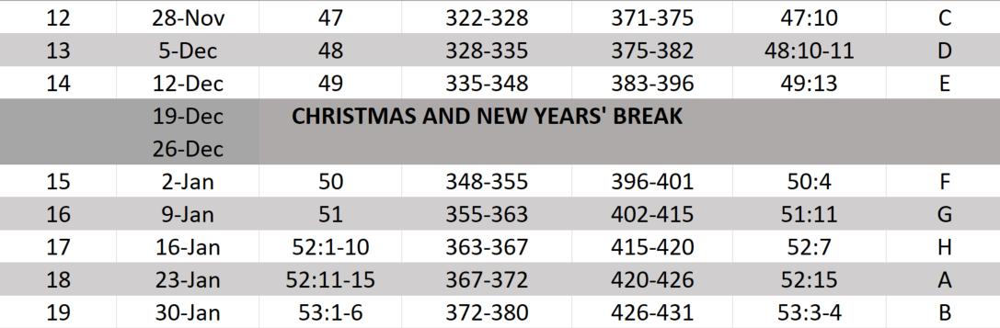 12 28-Nov 47 322-328 371-375 47:10 C
13 5-Dec 48 328-335 375-382 48:10-11 D
14 12-Dec 49 335-348 383-396 49:13 E
19-Dec CHRISTMAS AND NEW YEARS' BREAK
26-Dec
15 2-Jan 50 348-355 396-401 50:4 F
16 9-Jan 51 355-363 402-415 51:11 G
17 16-Jan 52:1-10 363-367 415-420 52:7 H
18 23-Jan 52:11-15 367-372 420-426 52:15 A
19 30-Jan 53:1-6 372-380 426-431 53:3-4 B